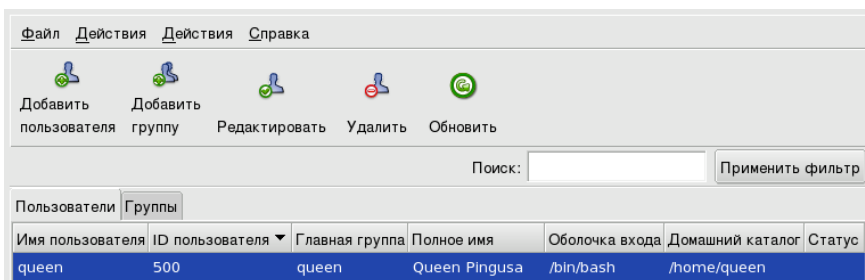 Файл Действия Действия Справка
Добавить пользователя
Добавить группу
Редактировать
Удалить
Обновить
Поиск:
Применить фильтр
Пользователи Группы
Имя пользователя ID пользователя Главная группа Полное имя Оболочка входа Домашний каталог Статус
queen 500 queen Queen Pingusa /bin/bash /home/queen